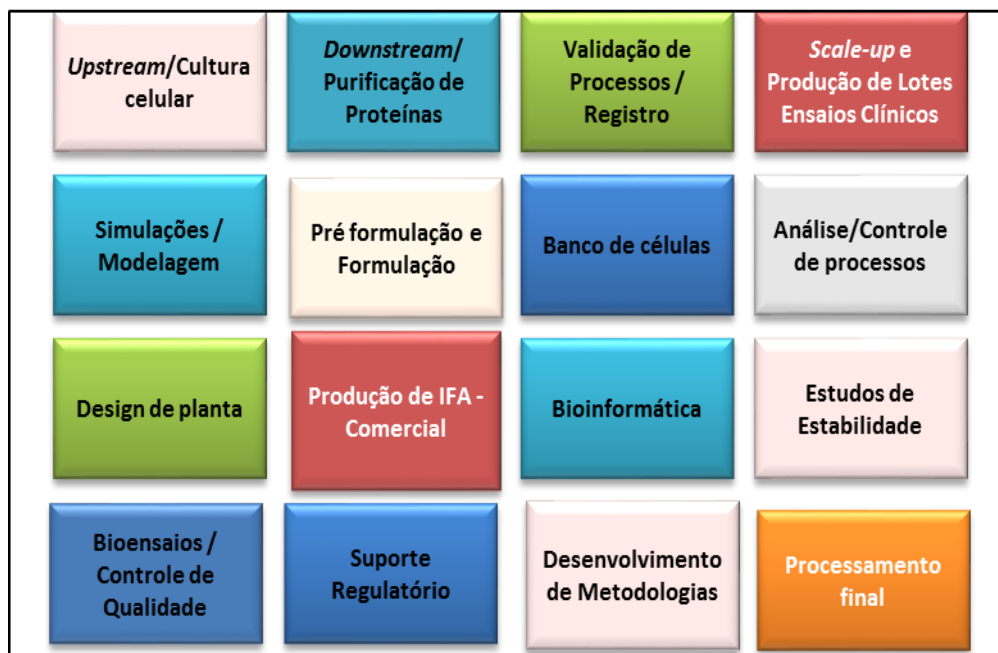 Upstream/Cultura
celular
Downstream/
Purificação de
Proteínas
Validação de
Processos /
Registro
Scale-up e
Produção de Lotes
Ensaios Clínicos
Simulações /
Modelagem
Pré formulação e
Formulação
Banco de células
Análise/Controle
de processos
Design de planta
Produção de IFA -
Comercial
Bioinformática
Estudos de
Estabilidade
Bioensaios /
Controle de
Qualidade
Suporte
Regulatório
Desenvolvimento
de Metodologias
Processamento
final